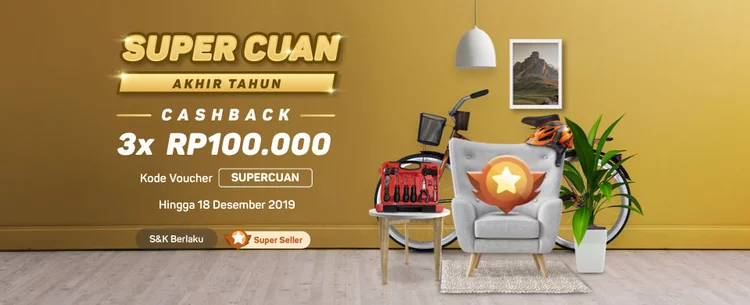 SUPER CUAN
AKHIR TAHUN
CASHBACK
3x RP100.000
Kode Voucher SUPERCUAN
Hingga 18 Desember 2019
S&K Berlaku Super Seller